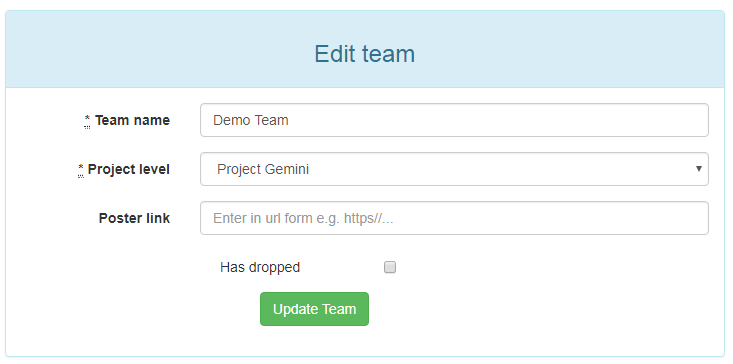 Edit team
* Team name Demo Team
* Project level Project Gemini
Poster link Enter in url form e.g. https//...
Has dropped
Update Team